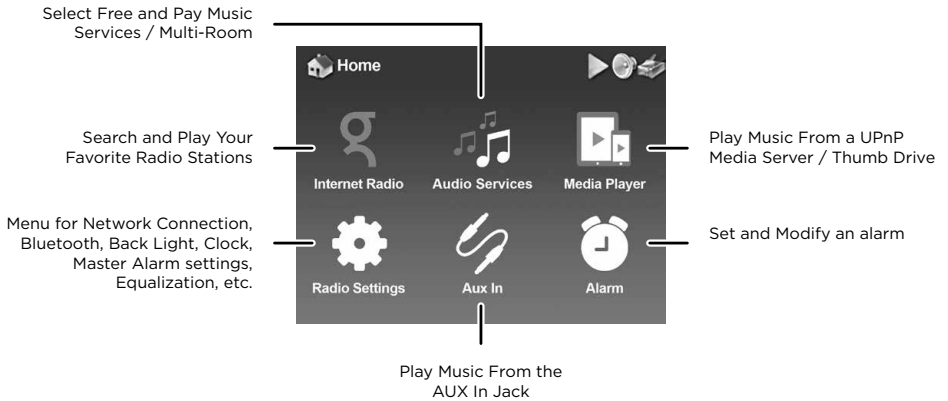 Select Free and Pay Music
Services / Multi-Room
Home
Search and Play Your
Favorite Radio Stations
Internet Radio
Audio Services
Media Player
Play Music From a UPnP
Media Server / Thumb Drive
Menu for Network Connection,
Bluetooth, Back Light, Clock,
Master Alarm settings,
Equalization, etc.
Radio Settings
Aux In
Alarm
Set and Modify an alarm
Play Music From the
AUX In Jack